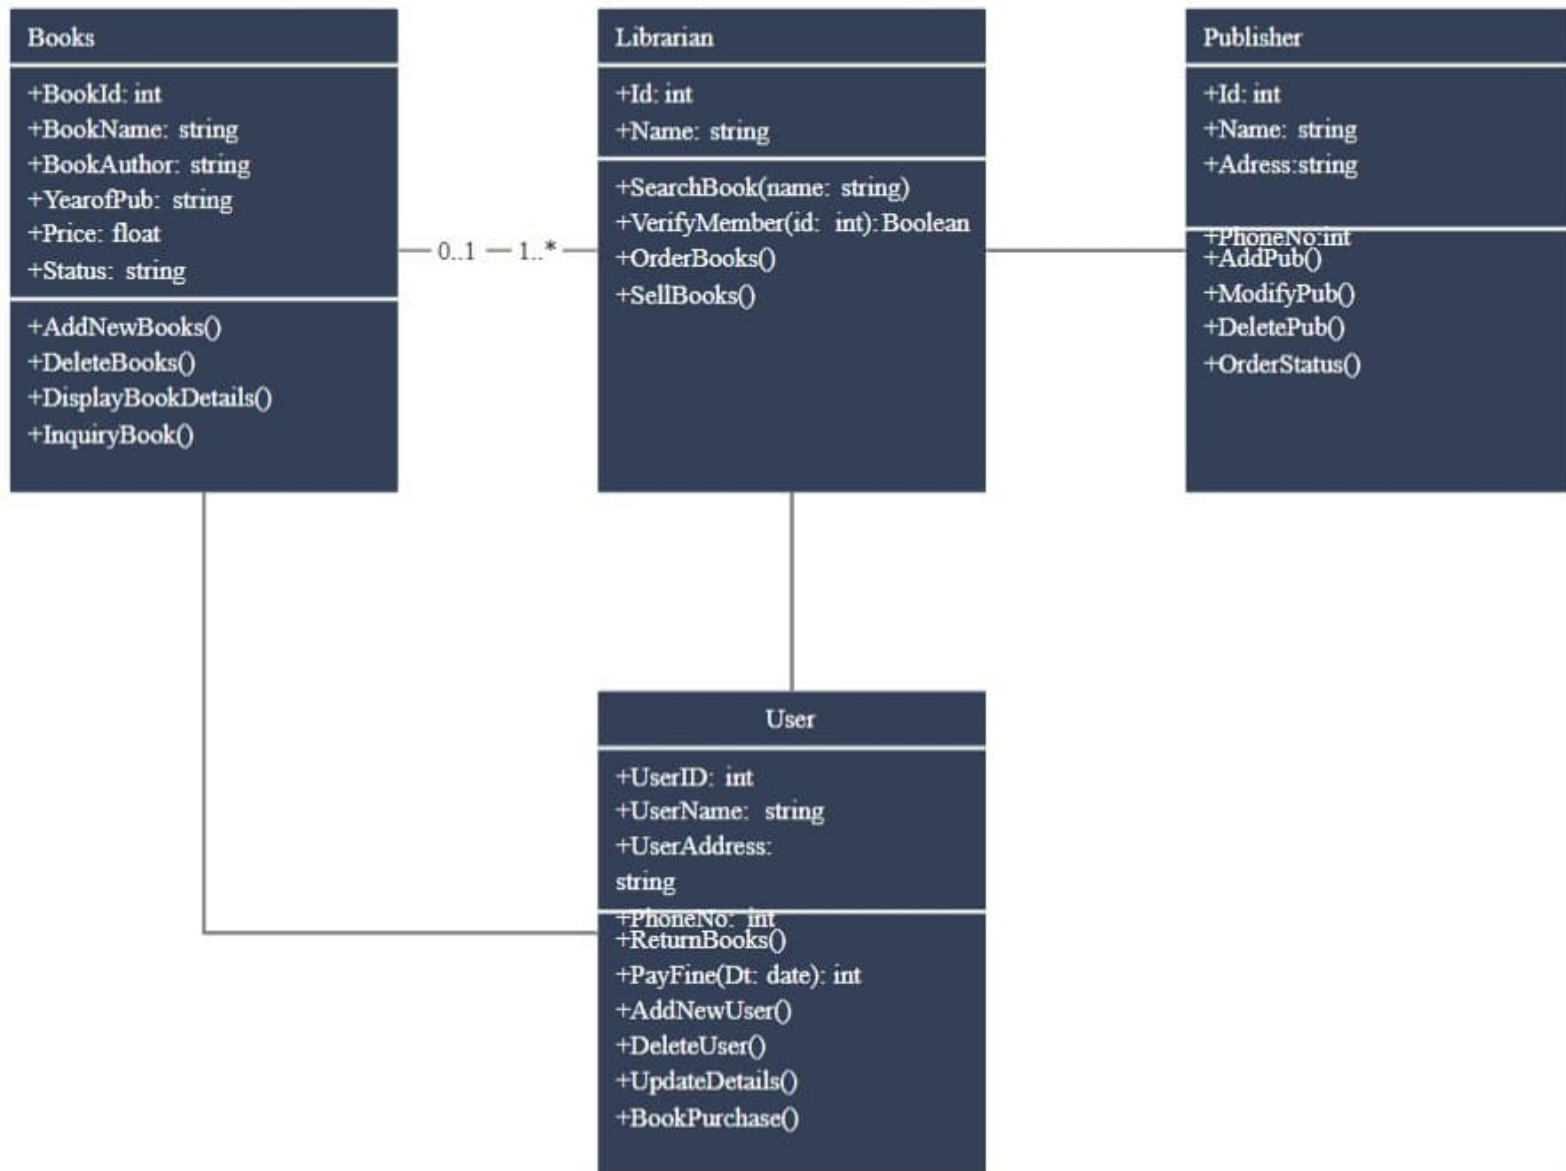 Books
+BookId: int
+BookName: string
+BookAuthor: string
+YearofPub: string
+Price: float
+Status: string
+AddNewBooks()
+DeleteBooks()
+DisplayBookDetails()
+InquiryBook()
0..1
1..*
Librarian
+Id: int
+Name: string
+SearchBook(name: string)
+VerifyMember(id: int):Boolean
+OrderBooks()
+SellBooks()
Publisher
+Id: int
+Name: string
+Adress:string
+PhoneNo:int
+AddPub()
+ModifyPub()
+DeletePub()
+OrderStatus()
User
+UserID: int
+UserName: string
+UserAddress:
string
+PhoneNo: int
+ReturnBooks()
+PayFine(Dt: date): int
+AddNewUser()
+DeleteUser()
+UpdateDetails()
+BookPurchase()